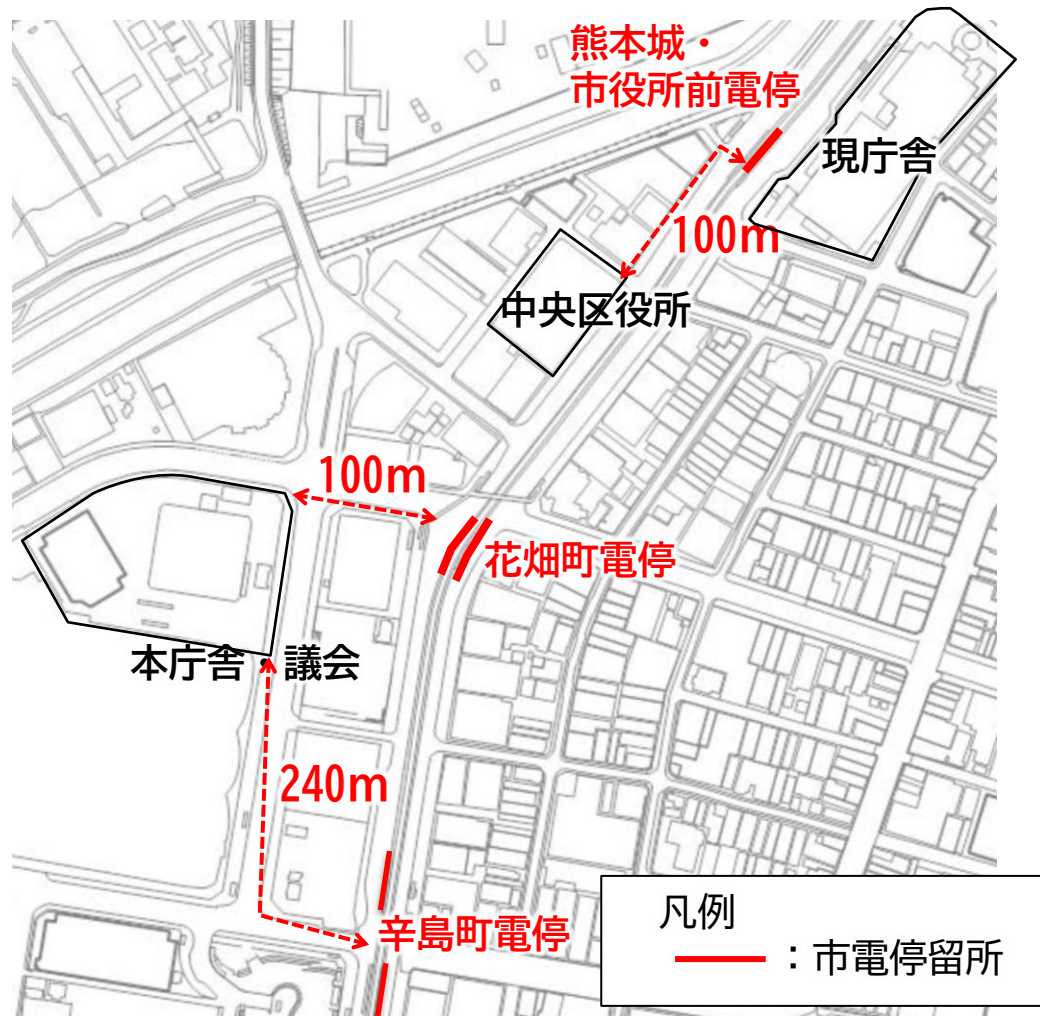 熊本城・
市役所前電停
現庁舎
100m
中央区役所
100m
花畑町電停
本庁舎・議会
240m
辛島町電停
凡例
：市電停留所